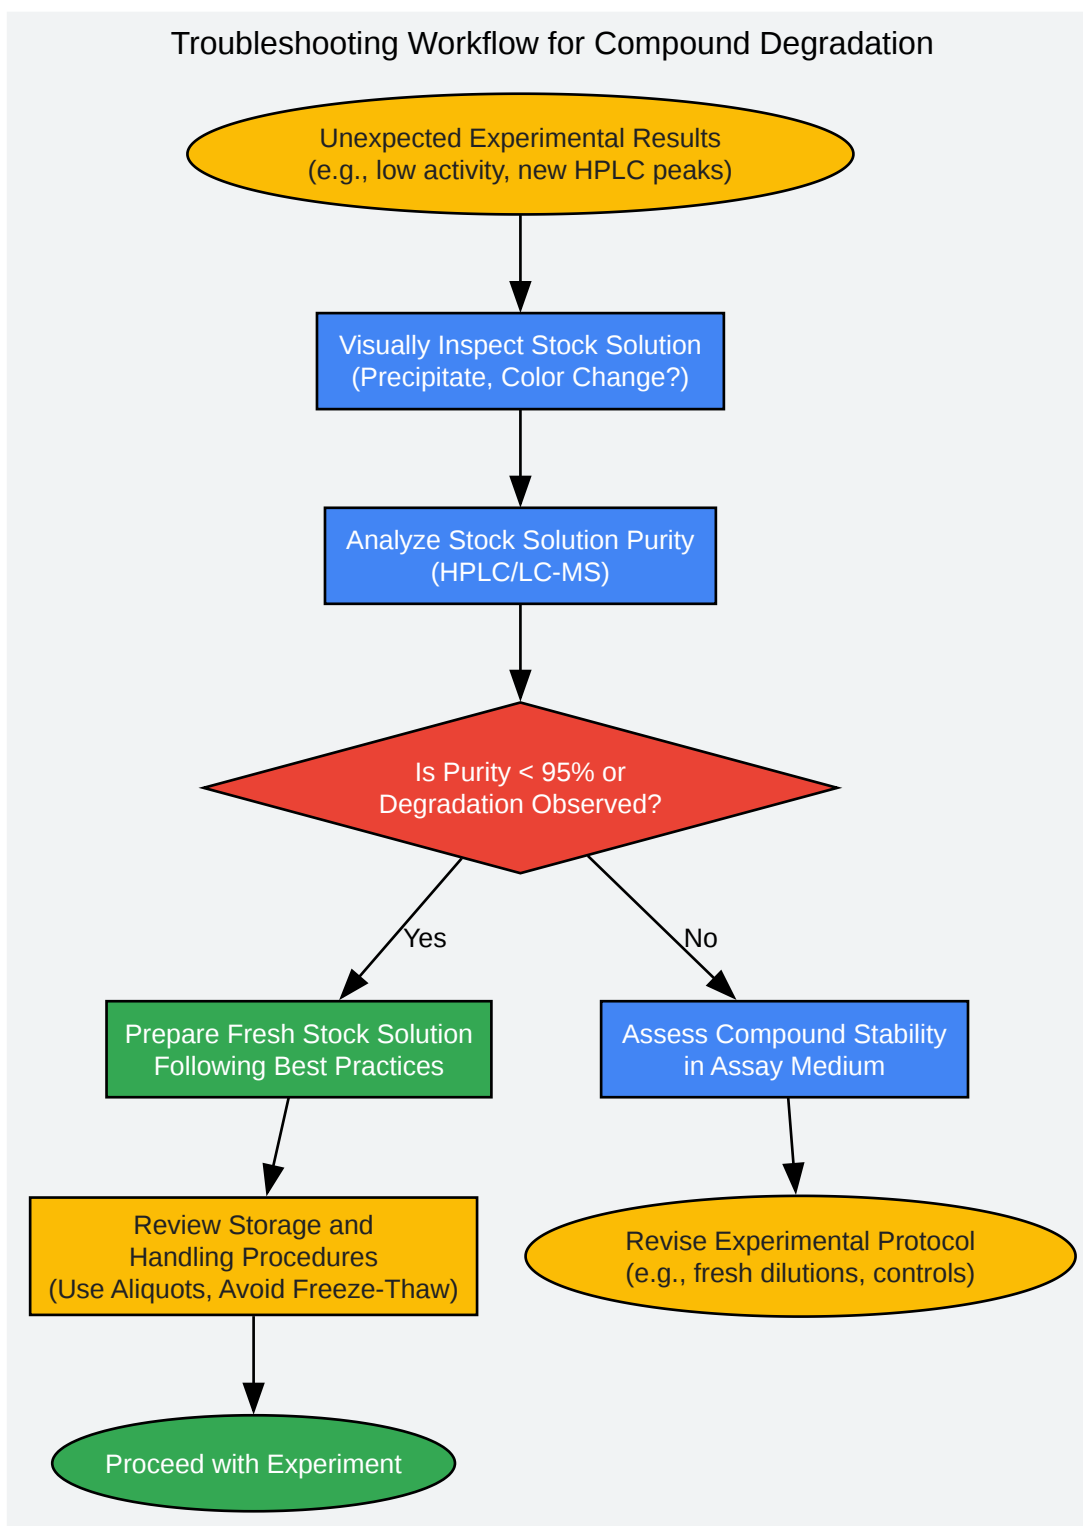 Troubleshooting Workflow for Compound Degradation
Unexpected Experimental Results
(e.g., low activity, new HPLC peaks)
Visually Inspect Stock Solution
(Precipitate, Color Change?)
Analyze Stock Solution Purity
(HPLC/LC-MS)
Is Purity < 95% or
Degradation Observed?
Yes
No
Prepare Fresh Stock Solution
Following Best Practices
Assess Compound Stability
in Assay Medium
Review Storage and
Handling Procedures
(Use Aliquots, Avoid Freeze-Thaw)
Revise Experimental Protocol
(e.g., fresh dilutions, controls)
Proceed with Experiment